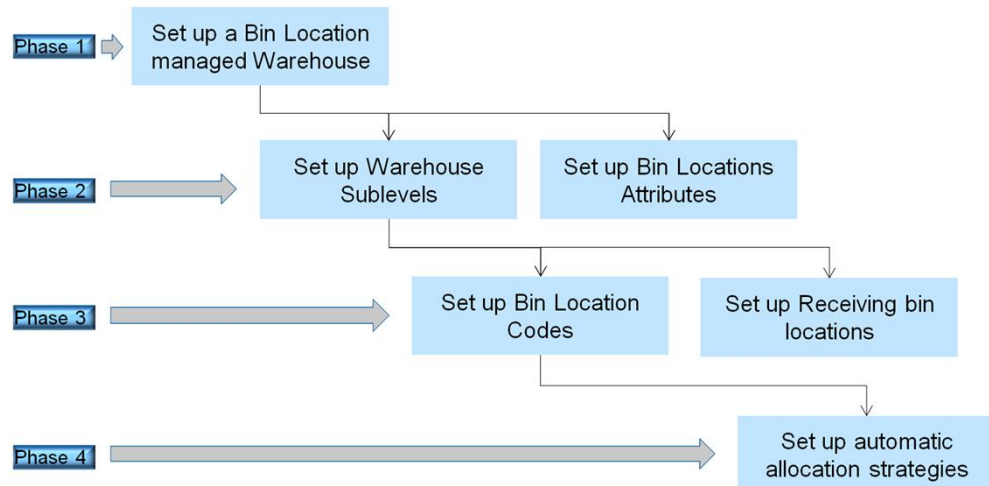 Phase 1
Set up a Bin Location
managed Warehouse
Phase 2
Set up Warehouse
Sublevels
Set up Bin Locations
Attributes
Phase 3
Set up Bin Location
Codes
Set up Receiving bin
locations
Phase 4
Set up automatic
allocation strategies